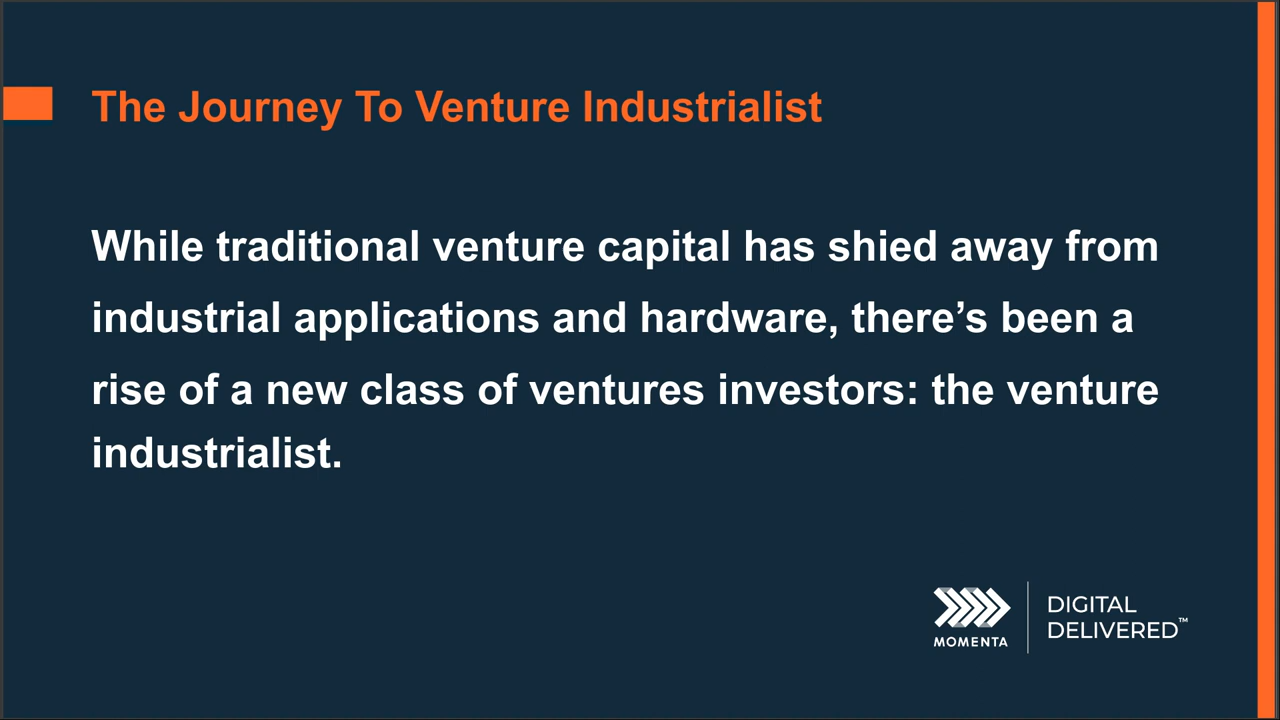 The Journey To Venture Industrialist
While traditional venture capital has shied away from
industrial applications and hardware, there’s been a
rise of a new class of ventures investors: the venture
industrialist.
MOMENTA
DIGITAL
DELIVERED™